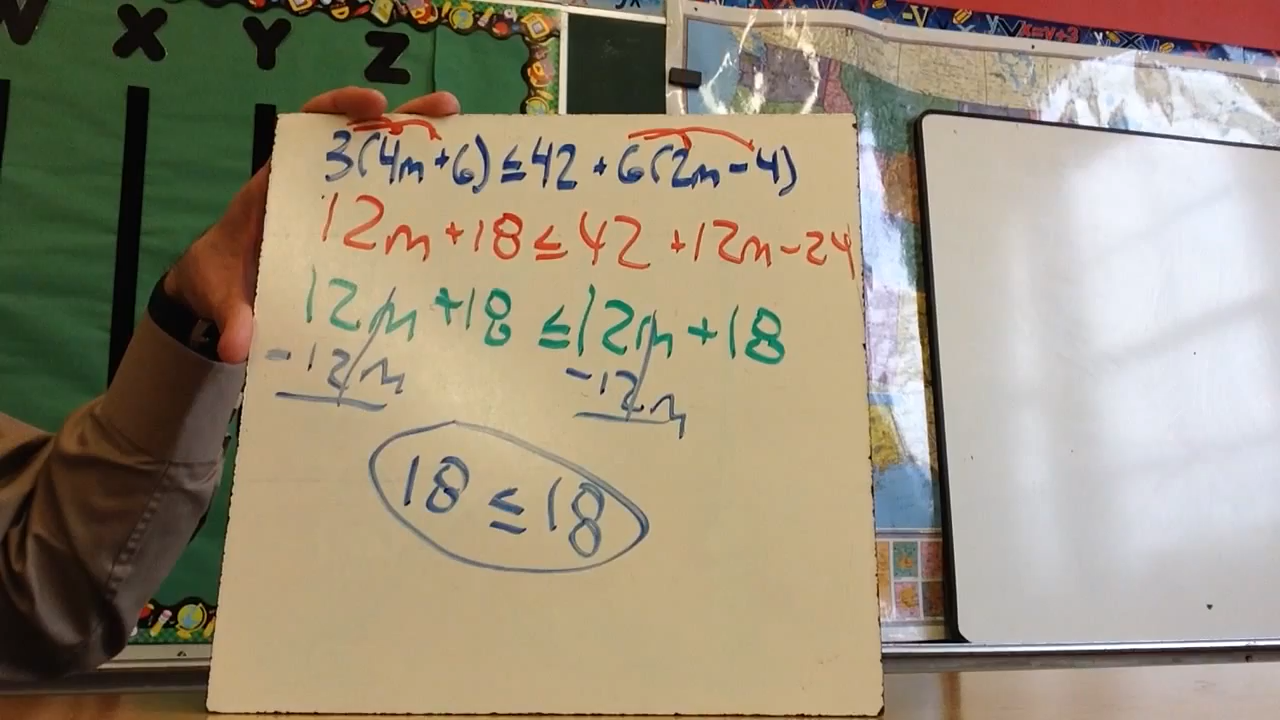 W X Y Z
-V
y=x+3
3(4m+6)≤42+6(2m-4)
12m+18≤42+12m-24
12m+18≤12m+18
-12m -12m
18≤18